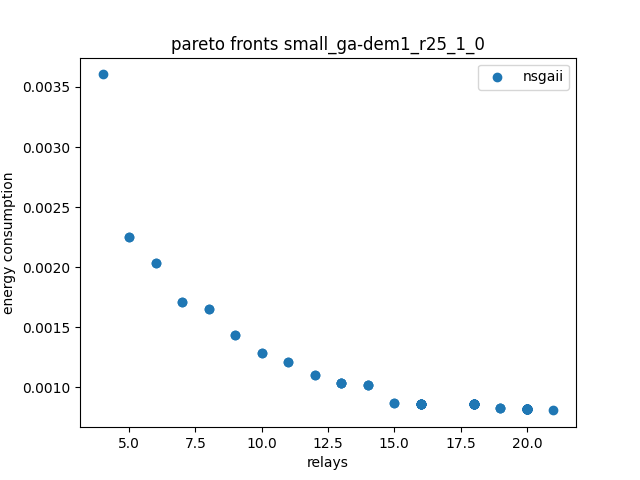 pareto fronts small_ga-dem1_r25_1_0
nsgaii
energy consumption
0.0035
0.0030
0.0025
0.0020
0.0015
0.0010
5.0 7.5 10.0 12.5 15.0 17.5 20.0
relays